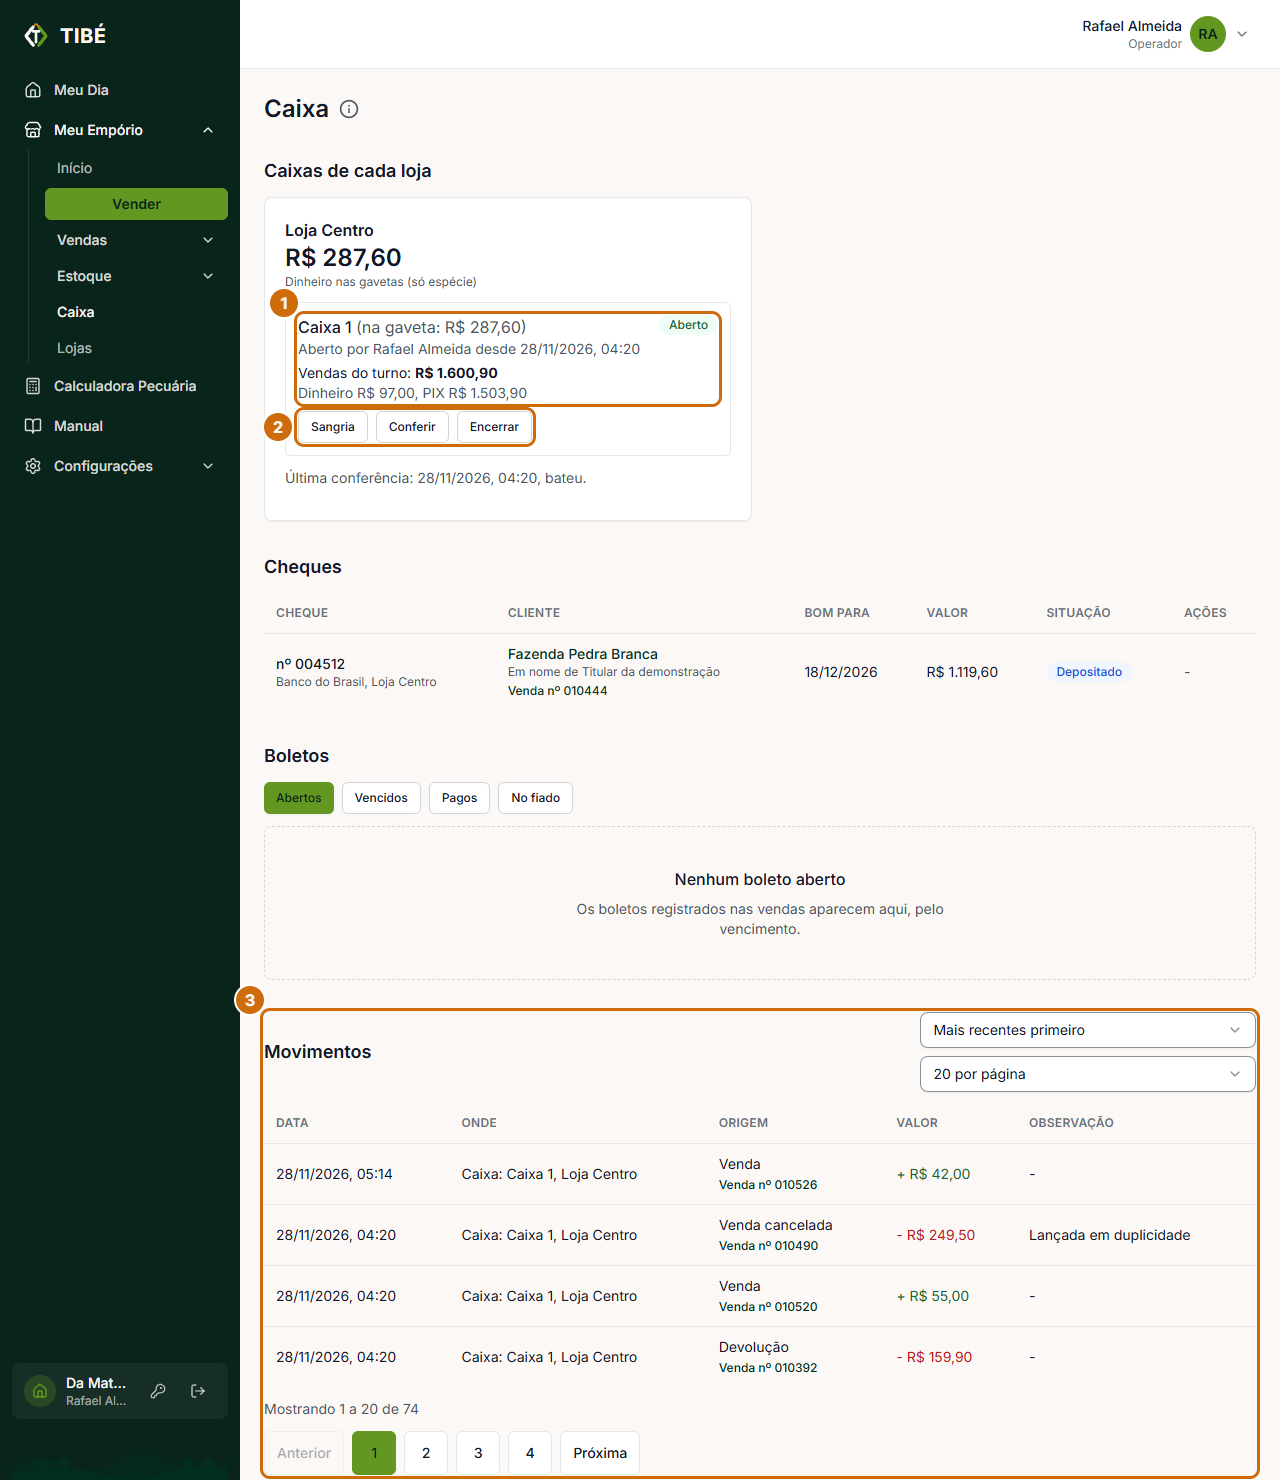 TIBÉ
Meu Dia
Meu Empório
Início
Vender
Vendas
Estoque
Caixa
Lojas
Calculadora Pecuária
Manual
Configurações
Da Mat...
Rafael Al...
Rafael Almeida
Operador
RA
Caixa
Caixas de cada loja
Loja Centro
R$ 287,60
Dinheiro nas gavetas (só espécie)
1
Caixa 1 (na gaveta: R$ 287,60)
Aberto
Aberto por Rafael Almeida desde 28/11/2026, 04:20
Vendas do turno: R$ 1.600,90
Dinheiro R$ 97,00, PIX R$ 1.503,90
2
Sangria Conferir Encerrar
Última conferência: 28/11/2026, 04:20, bateu.
Cheques
CHEQUE CLIENTE BOM PARA VALOR SITUAÇÃO AÇÕES
nº 004512
Banco do Brasil, Loja Centro
Fazenda Pedra Branca
Em nome de Titular da demonstração
Venda nº 010444
18/12/2026 R$ 1.119,60 Depositado -
Boletos
Abertos Vencidos Pagos No fiado
Nenhum boleto aberto
Os boletos registrados nas vendas aparecem aqui, pelo
vencimento.
3
Movimentos
Mais recentes primeiro
20 por página
DATA ONDE ORIGEM VALOR OBSERVAÇÃO
28/11/2026, 05:14 Caixa: Caixa 1, Loja Centro Venda + R$ 42,00 -
Venda nº 010526
28/11/2026, 04:20 Caixa: Caixa 1, Loja Centro Venda cancelada - R$ 249,50 Lançada em duplicidade
Venda nº 010490
28/11/2026, 04:20 Caixa: Caixa 1, Loja Centro Venda + R$ 55,00 -
Venda nº 010520
28/11/2026, 04:20 Caixa: Caixa 1, Loja Centro Devolução - R$ 159,90 -
Venda nº 010392
Mostrando 1 a 20 de 74
Anterior 1 2 3 4 Próxima